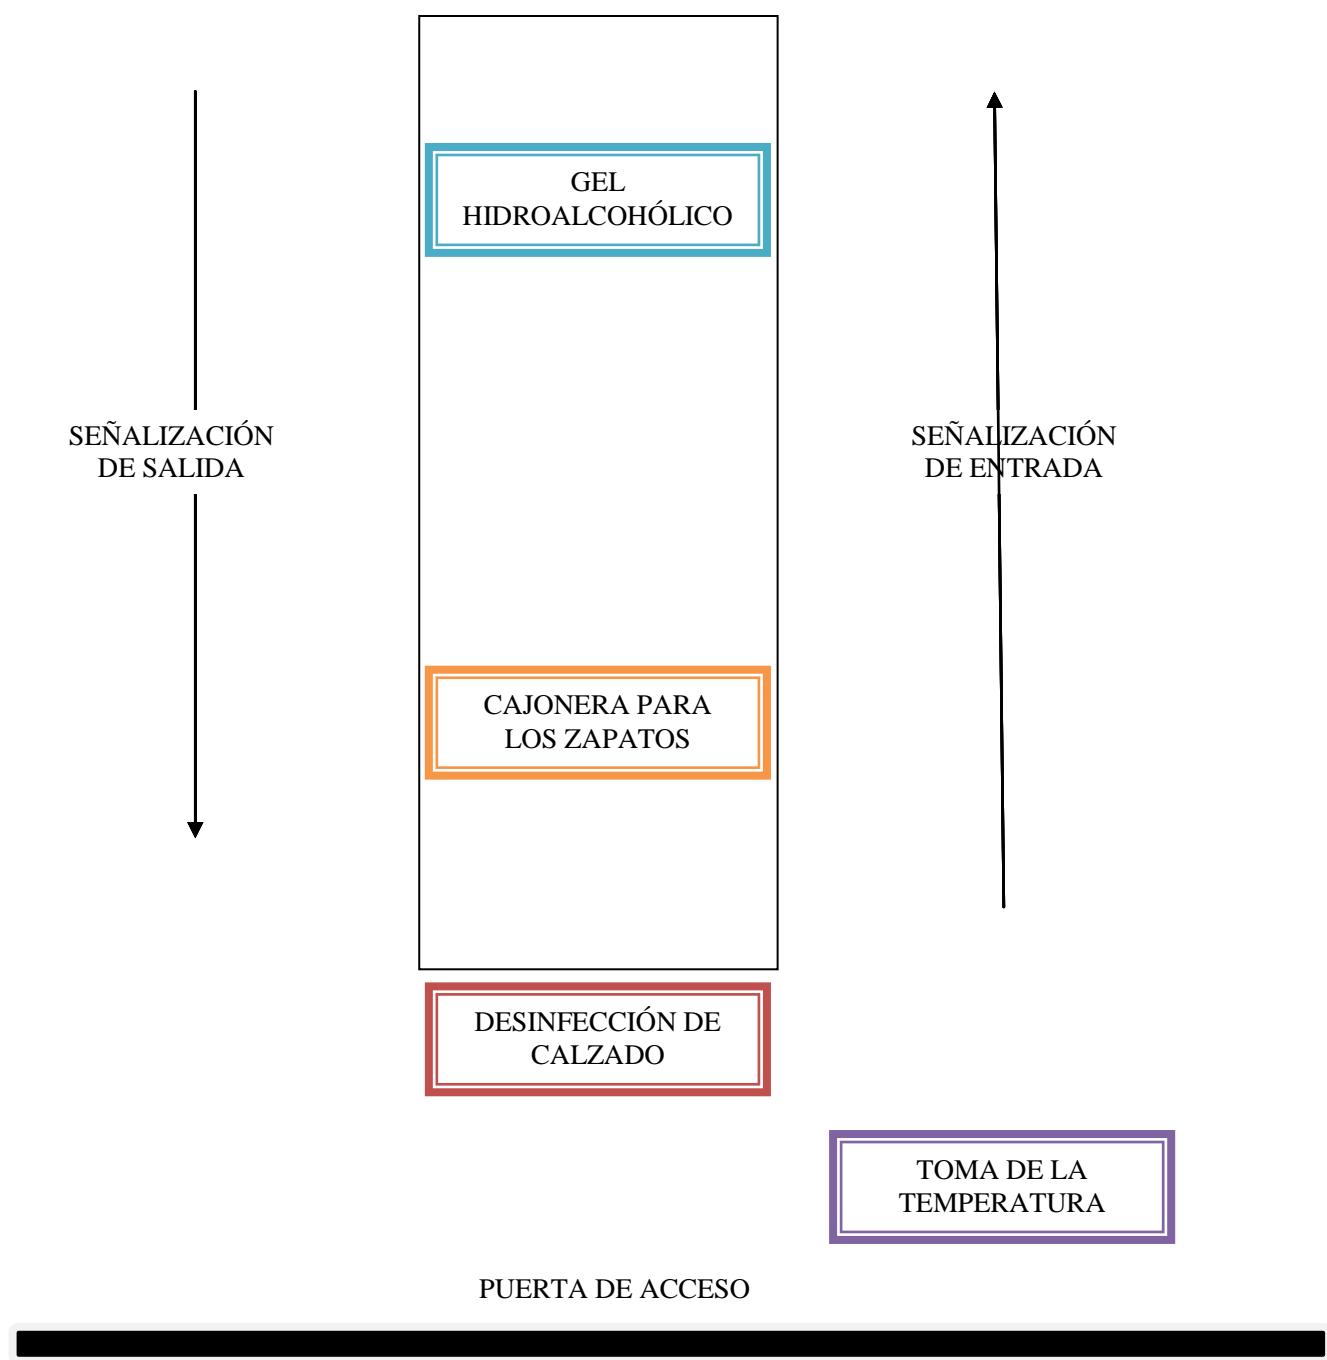 GEL
HIDROALCOHÓLICO
SEÑALIZACIÓN
DE SALIDA
SEÑALIZACIÓN
DE ENTRADA
CAJONERA PARA
LOS ZAPATOS
DESINFECCIÓN DE
CALZADO
TOMA DE LA
TEMPERATURA
PUERTA DE ACCESO